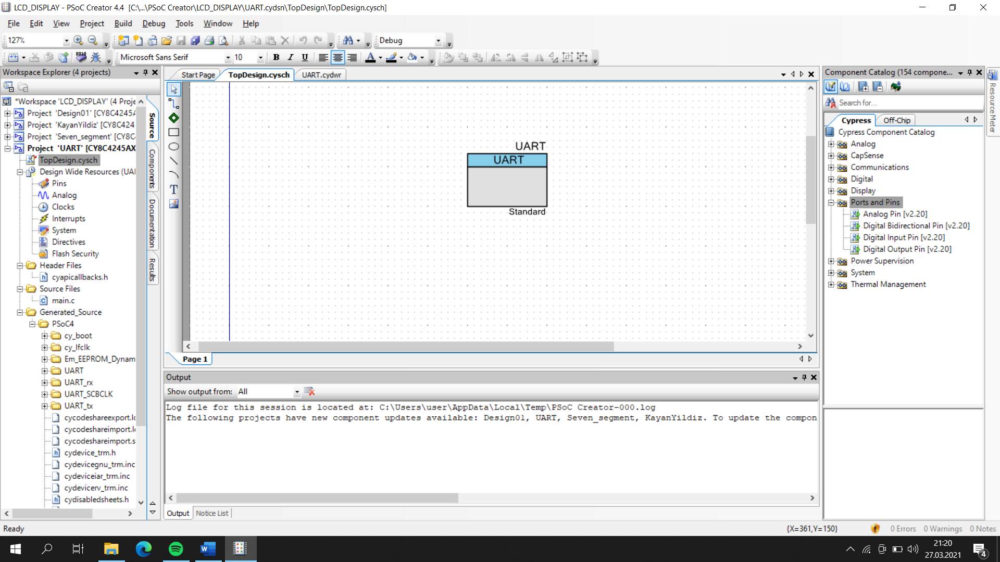 LCD_DISPLAY - PSoC Creator 4.4 [C:\...\PSoC Creator\LCD_DISPLAY\UART.cydsn\TopDesign\TopDesign.cysch]
File Edit View Project Build Debug Tools Window Help
127%
Debug
Microsoft Sans Serif 10 B I U A
Workspace Explorer (4 projects)
*Workspace 'LCD_DISPLAY' (4 Proje
Project 'Design01' [CY8C4245A
Project 'KayanYildiz' [CY8C424
Project 'Seven_segment' [CY8C
Project 'UART' [CY8C4245AX
TopDesign.cysch
Design Wide Resources (UAI
Pins
Analog
Clocks
Interrupts
System
Directives
Flash Security
Header Files
cyapicallbacks.h
Source Files
main.c
Generated_Source
PSoC4
cy_boot
cy_lfclk
Em_EEPROM_Dynam
UART
UART_rx
UART_SCBCLK
UART_tx
cycodeshareexport.lc
cycodeshareimport.lc
cycodeshareimport.s
cydevice_trm.h
cydevicegnu_trm.inc
cydeviceiar_trm.inc
cydevicerv_trm.inc
cydisabledsheets.h
Source
Components
Documentation
Results
Start Page TopDesign.cysch UART.cydwr
T
UART
UART
Standard
Page 1
Output
Show output from: All
Log file for this session is located at: C:\Users\user\AppData\Local\Temp\PSoC Creator-000.log
The following projects have new component updates available: Design01, UART, Seven_segment, KayanYildiz. To update the compon
Output Notice List
Component Catalog (154 compone...
Search for...
Cypress Off-Chip
Cypress Component Catalog
Analog
CapSense
Communications
Digital
Display
Ports and Pins
Analog Pin [v2.20]
Digital Bidirectional Pin [v2.20]
Digital Input Pin [v2.20]
Digital Output Pin [v2.20]
Power Supervision
System
Thermal Management
Resource Meter
Ready
{X=361,Y=150}
0 Errors 0 Warnings 0 Notes
21:20
27.03.2021
4